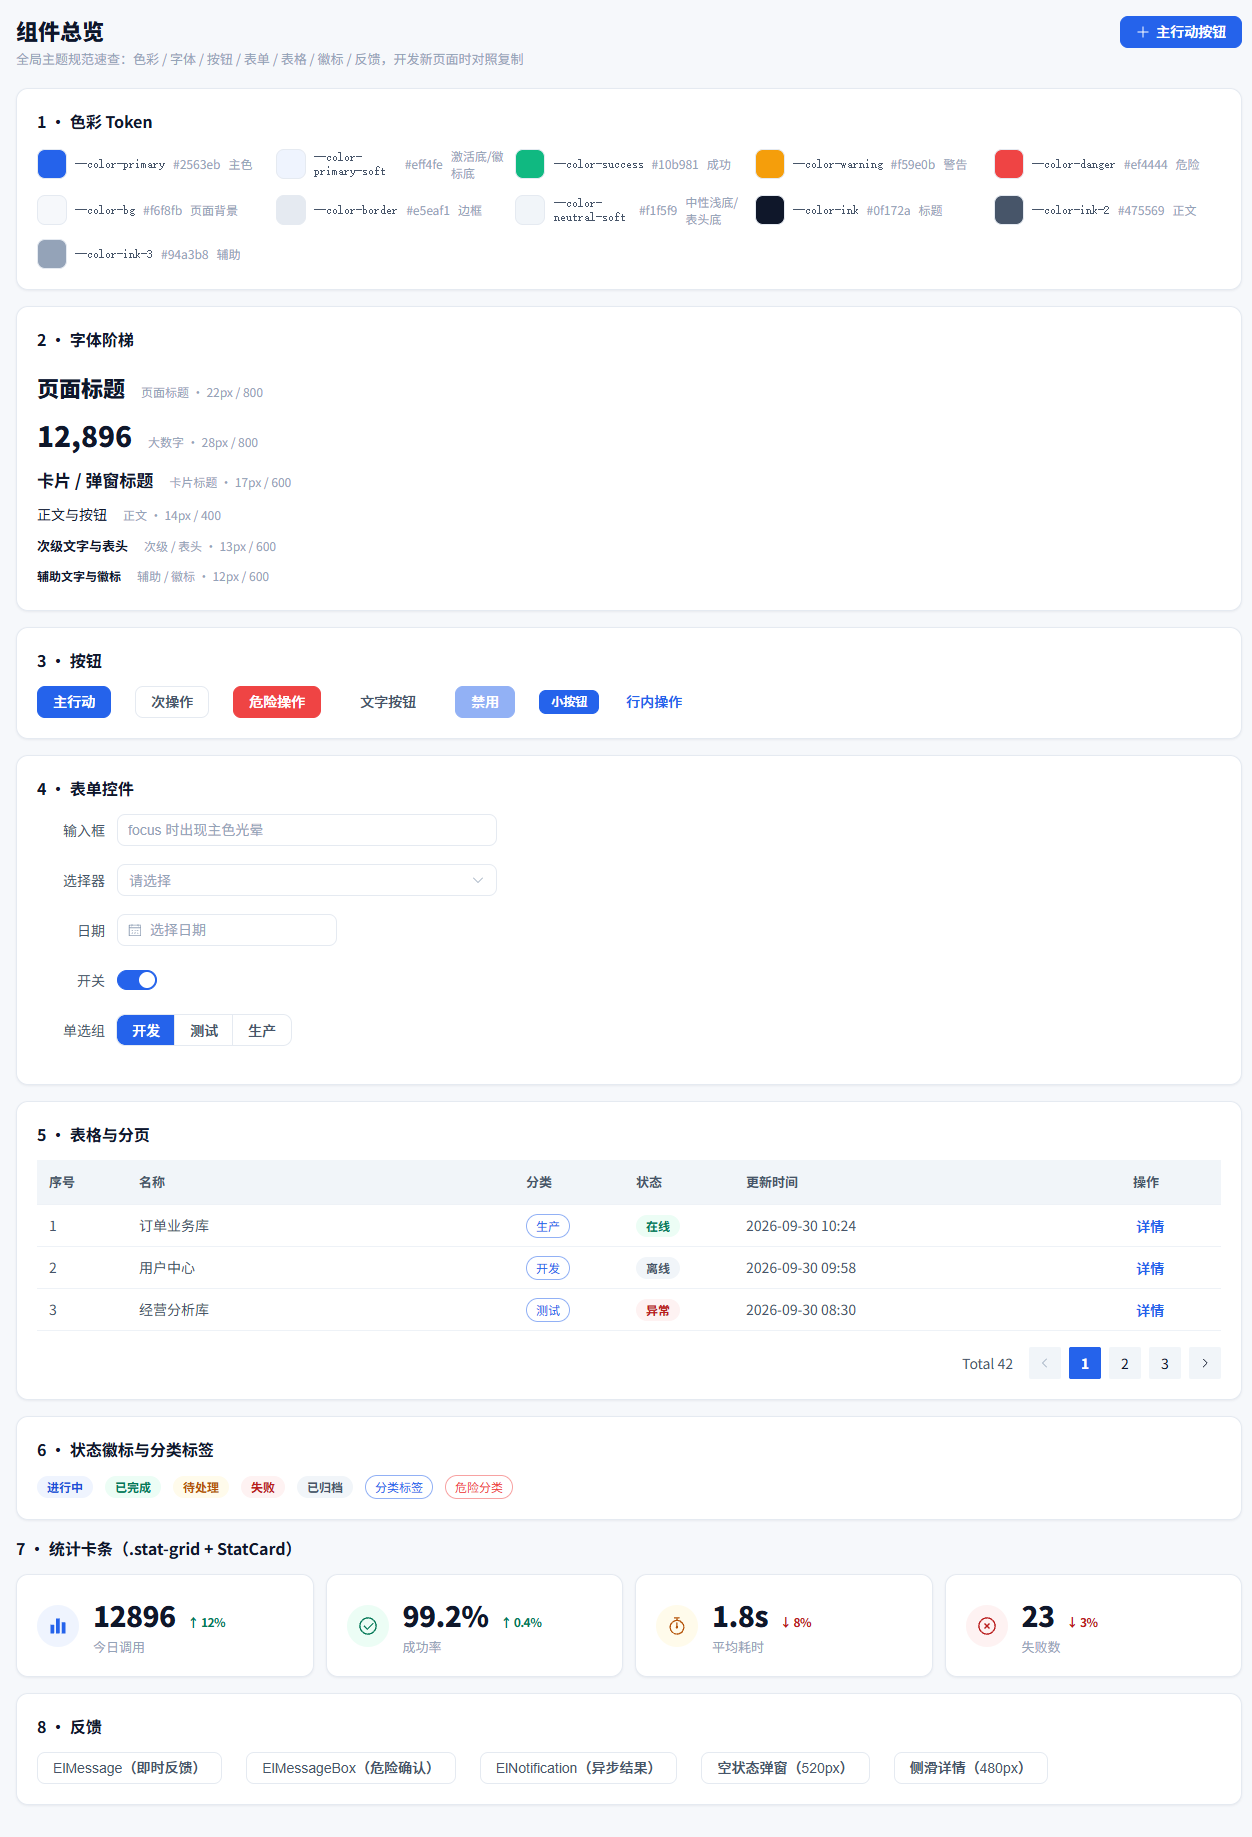 组件总览
主行动按钮
全局主题规范速查：色彩 / 字体 / 按钮 / 表单 / 表格 / 徽标 / 反馈，开发新页面时对照复制
1 · 色彩 Token
--color-primary #2563eb 主色
--color-primary-soft #eff4fe 激活底/徽标底
--color-success #10b981 成功
--color-warning #f59e0b 警告
--color-danger #ef4444 危险
--color-bg #f6f8fb 页面背景
--color-border #e5eaf1 边框
--color-neutral-soft #f1f5f9 中性浅底/表头底
--color-ink #0f172a 标题
--color-ink-2 #475569 正文
--color-ink-3 #94a3b8 辅助
2 · 字体阶梯
页面标题 页面标题 · 22px / 800
12,896 大数字 · 28px / 800
卡片 / 弹窗标题 卡片标题 · 17px / 600
正文与按钮 正文 · 14px / 400
次级文字与表头 次级 / 表头 · 13px / 600
辅助文字与徽标 辅助 / 徽标 · 12px / 600
3 · 按钮
主行动 次操作 危险操作 文字按钮 禁用 小按钮 行内操作
4 · 表单控件
输入框 focus 时出现主色光晕
选择器 请选择
日期 选择日期
开关
单选组 开发 测试 生产
5 · 表格与分页
序号 名称 分类 状态 更新时间 操作
1 订单业务库 生产 在线 2026-09-30 10:24 详情
2 用户中心 开发 离线 2026-09-30 09:58 详情
3 经营分析库 测试 异常 2026-09-30 08:30 详情
Total 42 1 2 3
6 · 状态徽标与分类标签
进行中 已完成 待处理 失败 已归档 分类标签 危险分类
7 · 统计卡条（.stat-grid + StatCard）
12896 ↑ 12%
今日调用
99.2% ↑ 0.4%
成功率
1.8s ↓ 8%
平均耗时
23 ↓ 3%
失败数
8 · 反馈
ElMessage（即时反馈） ElMessageBox（危险确认） ElNotification（异步结果） 空状态弹窗（520px） 侧滑详情（480px）